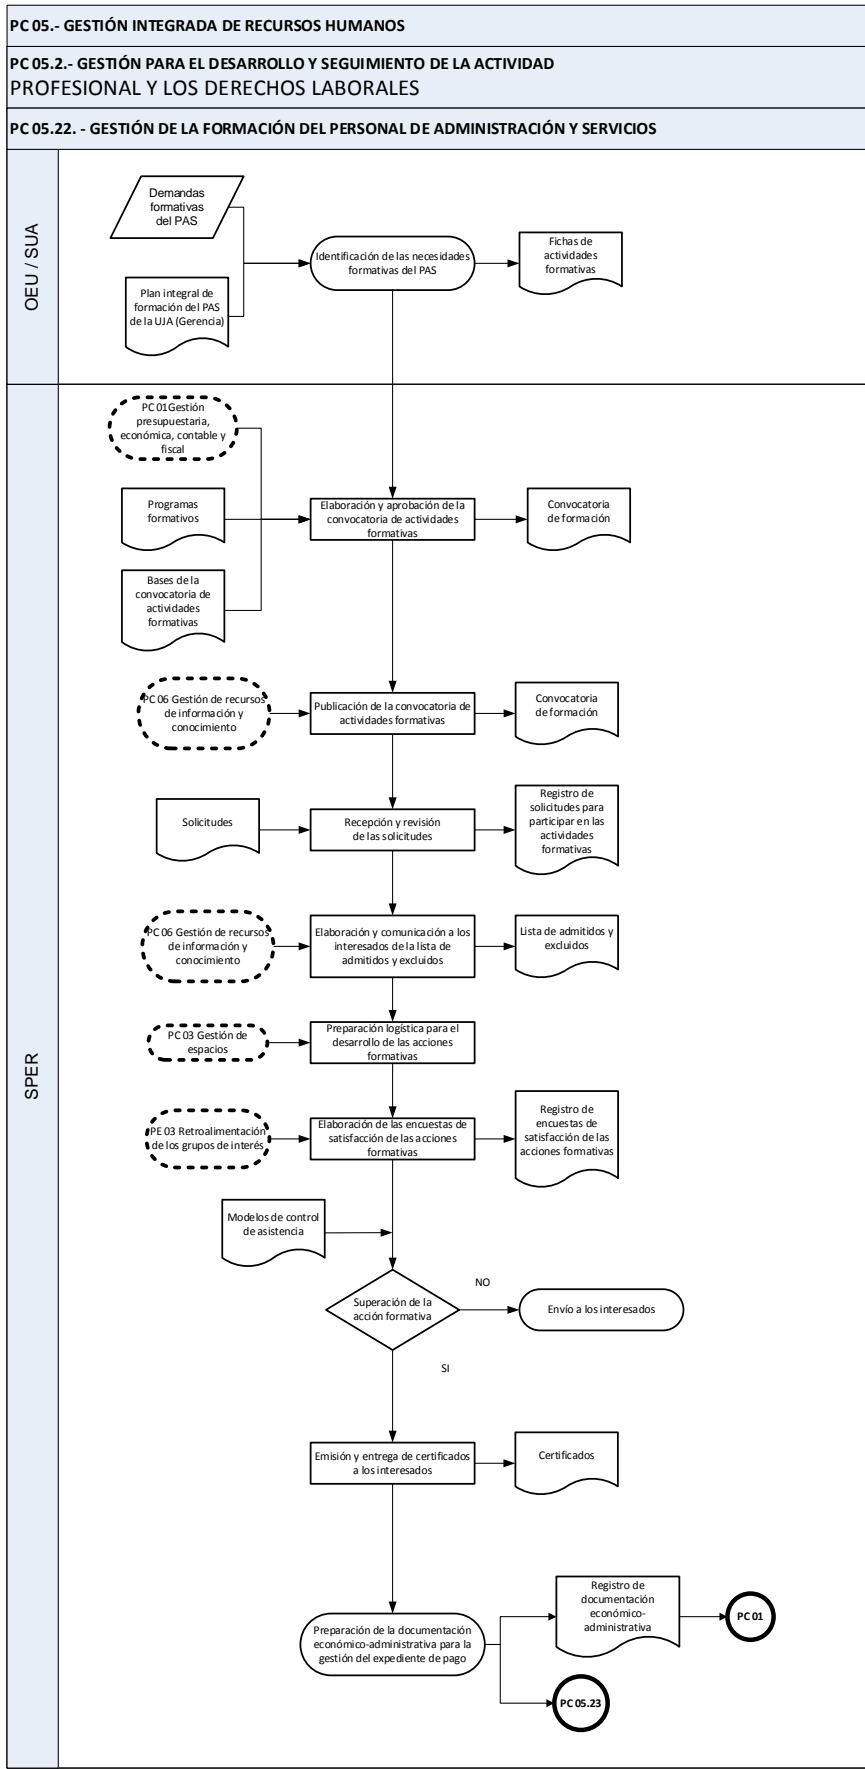 PC 05.- GESTIÓN INTEGRADA DE RECURSOS HUMANOS
PC 05.2.- GESTIÓN PARA EL DESARROLLO Y SEGUIMIENTO DE LA ACTIVIDAD
PROFESIONAL Y LOS DERECHOS LABORALES
PC 05.22. - GESTIÓN DE LA FORMACIÓN DEL PERSONAL DE ADMINISTRACIÓN Y SERVICIOS
OEU / SUA
Demandas
formativas
del PAS
Plan integral de
formación del PAS
de la UJA (Gerencia)
Identificación de las necesidades
formativas del PAS
Fichas de
actividades
formativas
SPER
PC 01Gestión
presupuestaria,
económica, contable y
fiscal
Programas
formativos
Bases de la
convocatoria de
actividades
formativas
Elaboración y aprobación de la
convocatoria de actividades
formativas
Convocatoria
de formación
PC 06 Gestión de recursos
de información y
conocimiento
Publicación de la convocatoria de
actividades formativas
Convocatoria
de formación
Solicitudes
Recepción y revisión
de las solicitudes
Registro de
solicitudes para
participar en las
actividades
formativas
PC 06 Gestión de recursos
de información y
conocimiento
Elaboración y comunicación a los
interesados de la lista de
admitidos y excluidos
Lista de admitidos y
excluidos
PC 03 Gestión de
espacios
Preparación logística para el
desarrollo de las acciones
formativas
PE 03 Retroalimentación
de los grupos de interés
Elaboración de las encuestas de
satisfacción de las acciones
formativas
Registro de
encuestas de
satisfacción de las
acciones formativas
Modelos de control
de asistencia
Superación de la
acción formativa
NO
Envío a los interesados
SI
Emisión y entrega de certificados
a los interesados
Certificados
Preparación de la documentación
económico-administrativa para la
gestión del expediente de pago
Registro de
documentación
económico-
administrativa
PC 01
PC 05.23